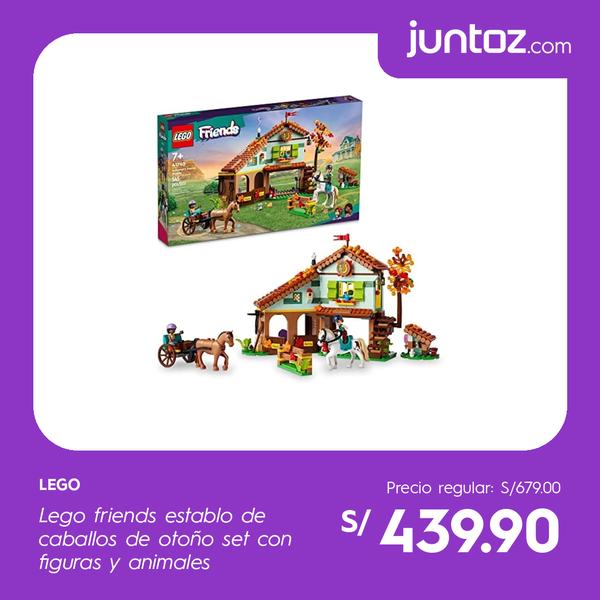 juntoz.com
LEGO Friends
7+
LEGO
Lego friends establo de
caballos de otoño set con
figuras y animales
Precio regular: S/679.00
S/ 439.90